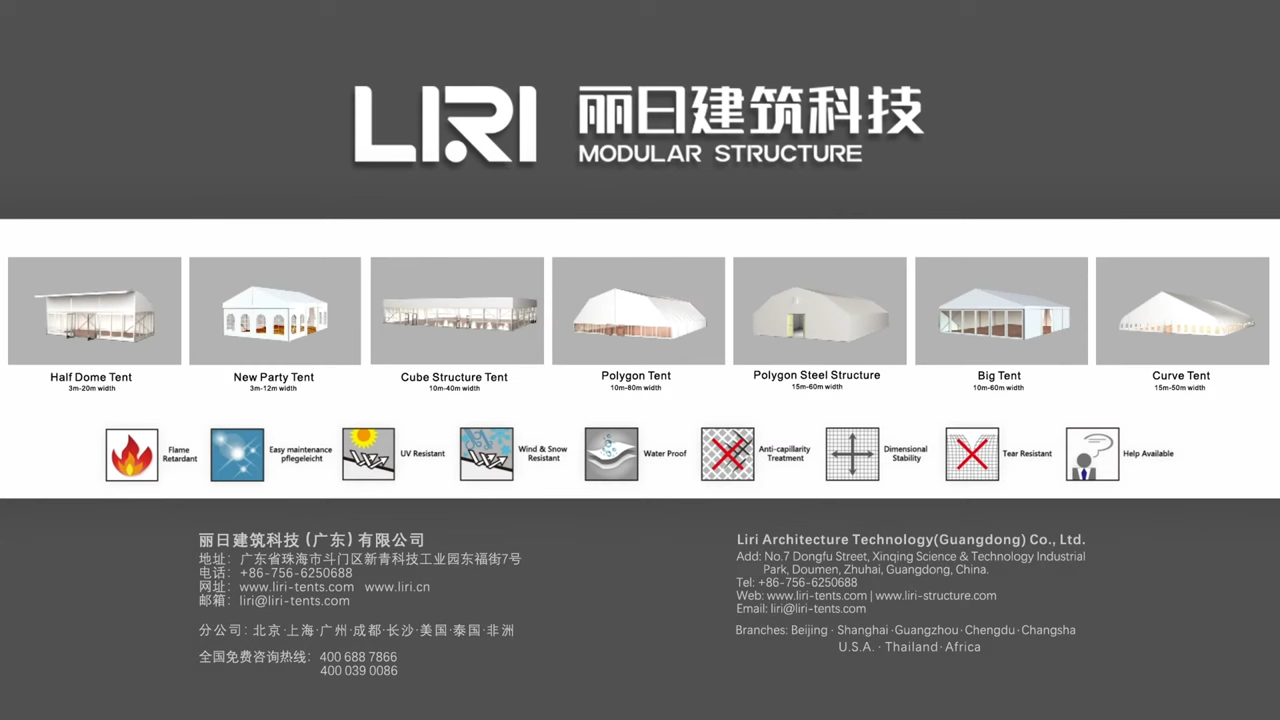 LIRI 丽日建筑科技
MODULAR STRUCTURE
Half Dome Tent
3m-20m width
New Party Tent
3m-12m width
Cube Structure Tent
10m-40m width
Polygon Tent
10m-80m width
Polygon Steel Structure
15m-60m width
Big Tent
10m-60m width
Curve Tent
15m-50m width
Flame
Retardant
Easy maintenance
pflegeleicht
UV Resistant
Wind & Snow
Resistant
Water Proof
Anti-capillarity
Treatment
Dimensional
Stability
Tear Resistant
Help Available
丽日建筑科技（广东）有限公司
地址：广东省珠海市斗门区新青科技工业园东福街7号
电话：+86-756-6250688
网址：www.liri-tents.com www.liri.cn
邮箱：liri@liri-tents.com
分公司：北京·上海·广州·成都·长沙·美国·泰国·非洲
全国免费咨询热线：400 688 7866
400 039 0086
Liri Architecture Technology(Guangdong) Co., Ltd.
Add: No.7 Dongfu Street, Xinqing Science & Technology Industrial
Park, Doumen, Zhuhai, Guangdong, China.
Tel: +86-756-6250688
Web: www.liri-tents.com | www.liri-structure.com
Email: liri@liri-tents.com
Branches: Beijing · Shanghai · Guangzhou · Chengdu · Changsha
U.S.A. · Thailand · Africa